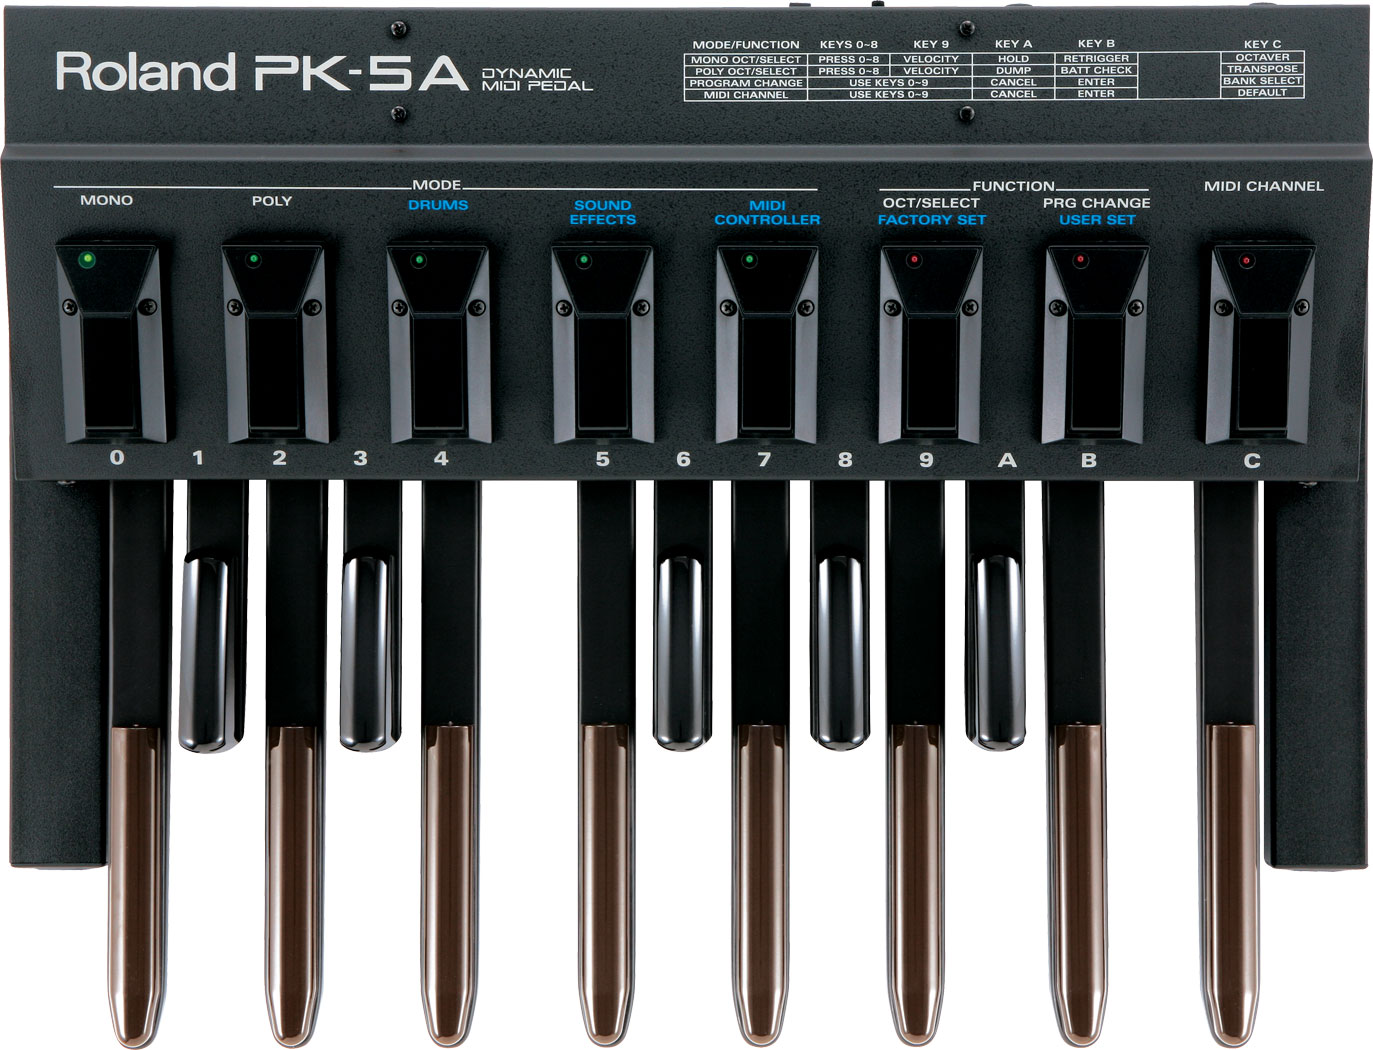 Roland PK-5A DYNAMIC MIDI PEDAL
MODE/FUNCTION KEYS 0~8 KEY 9 KEY A KEY B KEY C
MONO OCT/SELECT PRESS 0~8 VELOCITY HOLD RETRIGGER OCTAVER
POLY OCT/SELECT PRESS 0~8 VELOCITY DUMP BATT CHECK TRANSPOSE
PROGRAM CHANGE USE KEYS 0~9 CANCEL ENTER BANK SELECT
MIDI CHANNEL USE KEYS 0~9 CANCEL ENTER DEFAULT
MODE FUNCTION MIDI CHANNEL
MONO POLY DRUMS SOUND EFFECTS MIDI CONTROLLER OCT/SELECT FACTORY SET PRG CHANGE USER SET
0 1 2 3 4 5 6 7 8 9 A B C